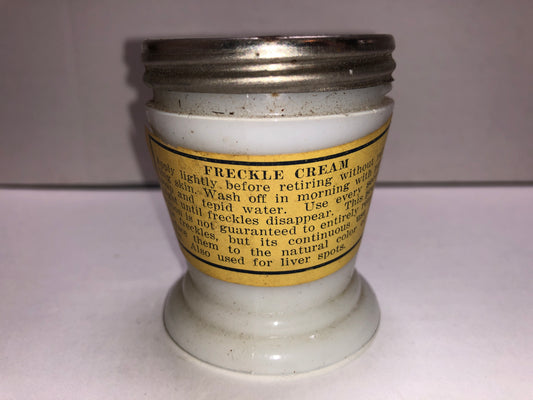 FRECKLE CREAM
lightly before retiring without
skin. Wash off in morning with
and tepid water. Use every
until freckles disappear. This
is not guaranteed to entirely
freckles, but its continuous
them to the natural color
Also used for liver spots.